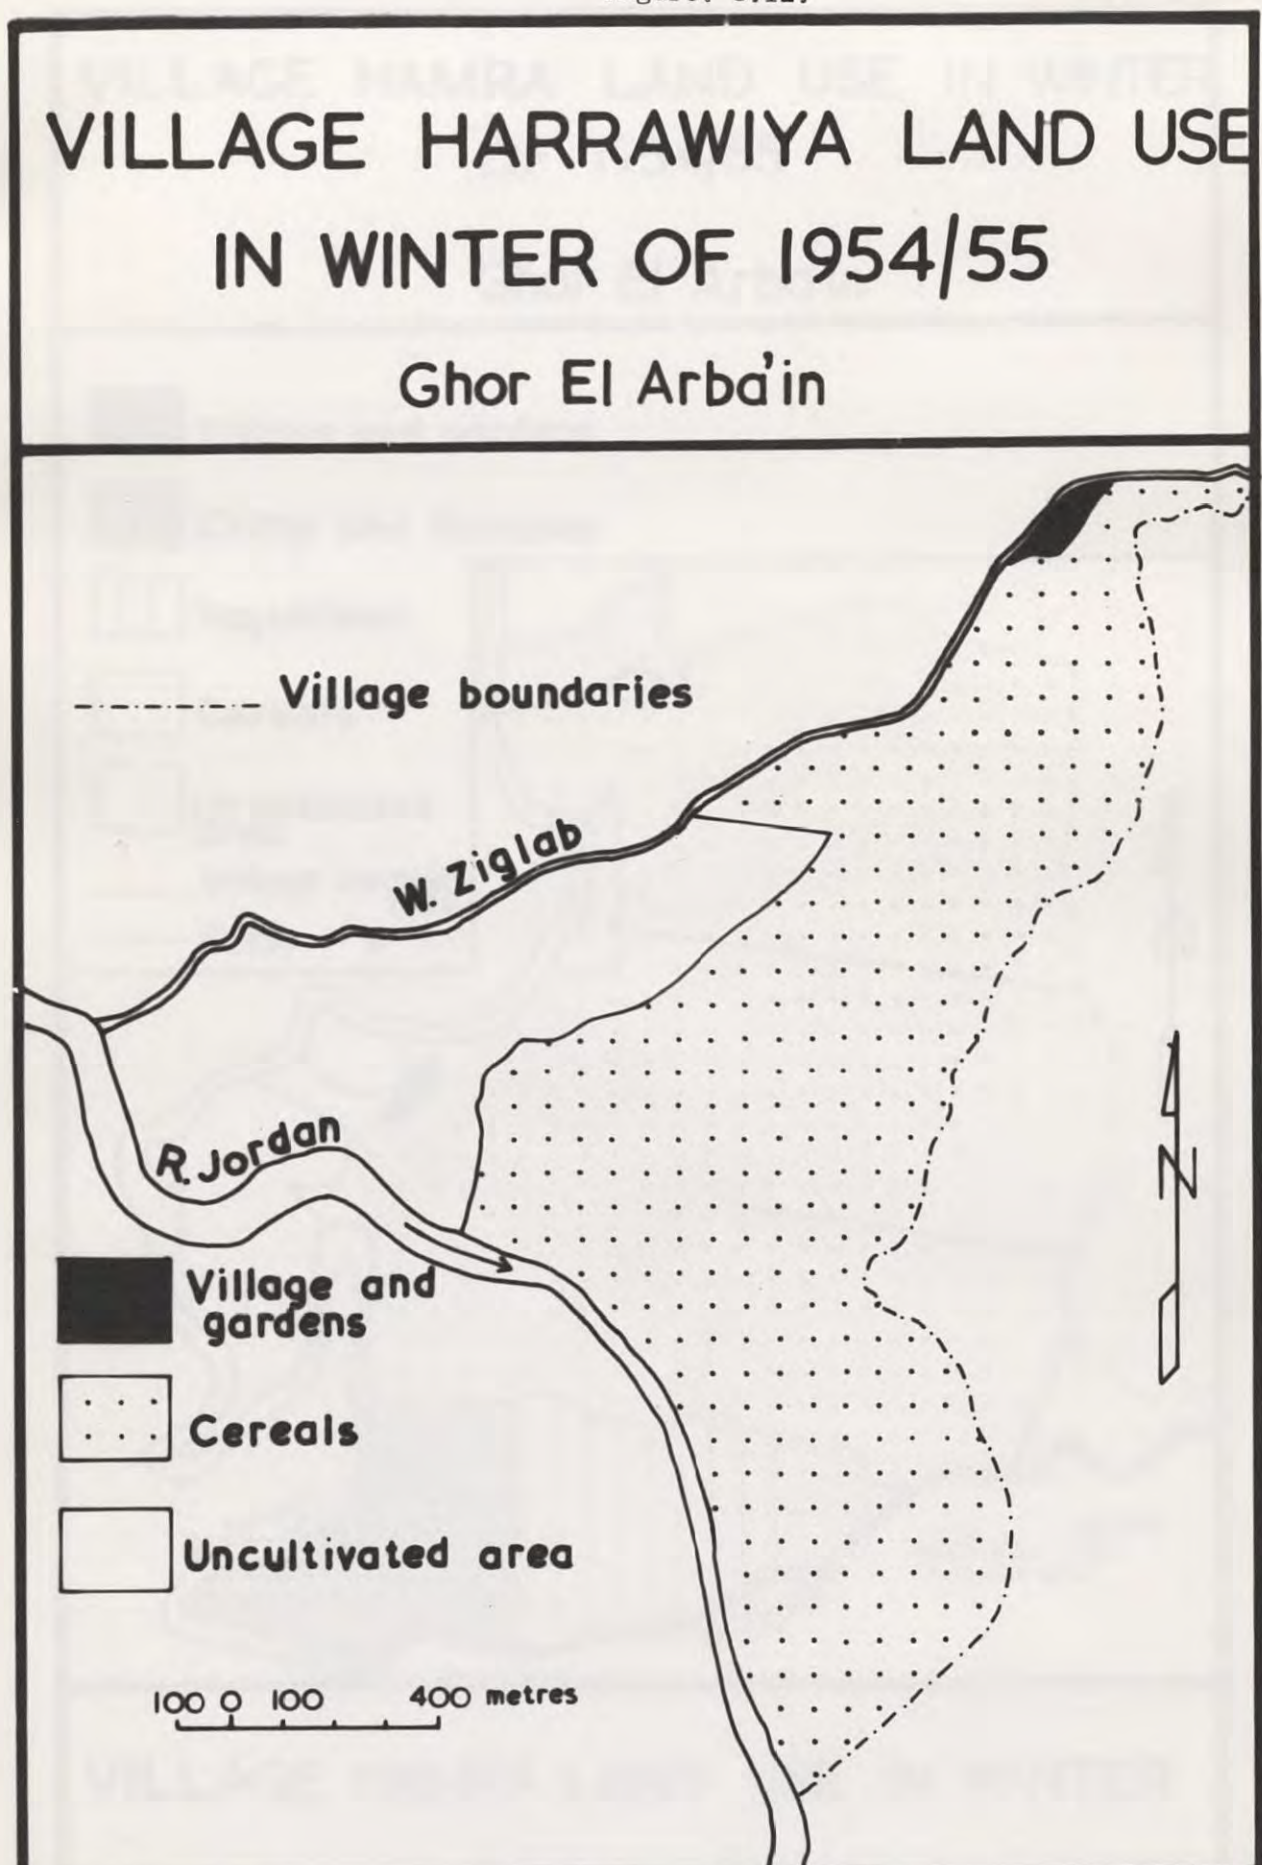 VILLAGE HARRAWIYA LAND USE
IN WINTER OF 1954/55
Ghor El Arba'in
Village boundaries
W. Ziglab
R. Jordan
N
Village and
gardens
Cereals
Uncultivated area
100 0 100 400 metres